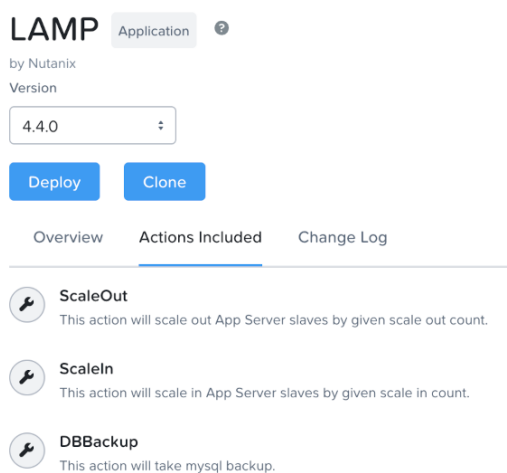 LAMP Application ?
by Nutanix
Version
4.4.0
Deploy Clone
Overview Actions Included Change Log
ScaleOut
This action will scale out App Server slaves by given scale out count.
ScaleIn
This action will scale in App Server slaves by given scale in count.
DBBackup
This action will take mysql backup.